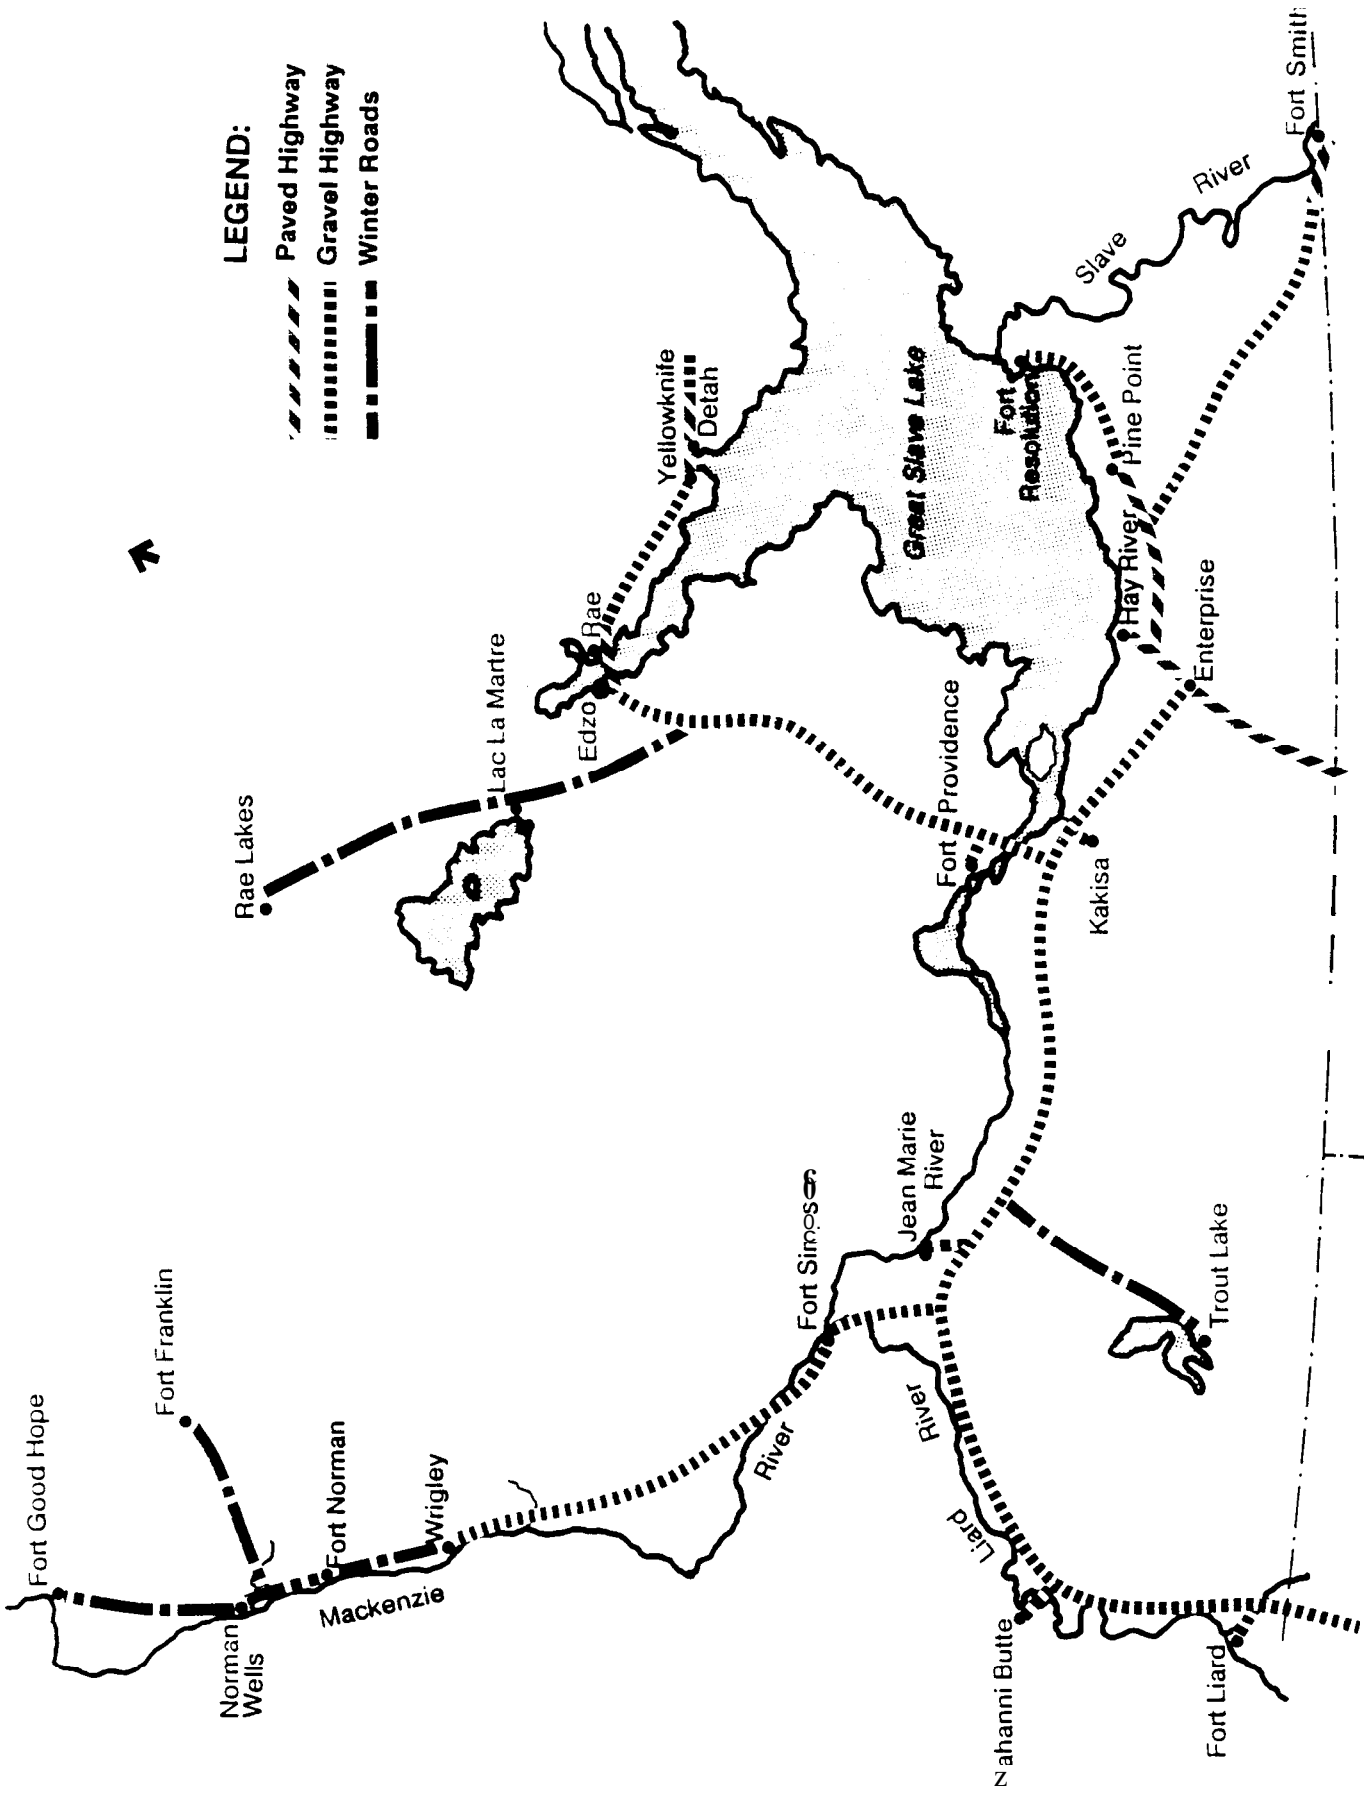 LEGEND:
Paved Highway
Gravel Highway
Winter Roads
Fort Good Hope
Fort Franklin
Norman
Wells
Fort Norman
Wrigley
Mackenzie
River
Rae Lakes
Lac La Martre
Edzo
Rae
Yellowknife
Detah
Fort Simpson
Jean Marie
River
Fort
Providence
Great Slave Lake
Fort
Resolution
Slave
River
Fort Smith
Pine Point
Hay River
Enterprise
Kakisa
Trout Lake
Liard
River
Zahanni Butte
Fort Liard